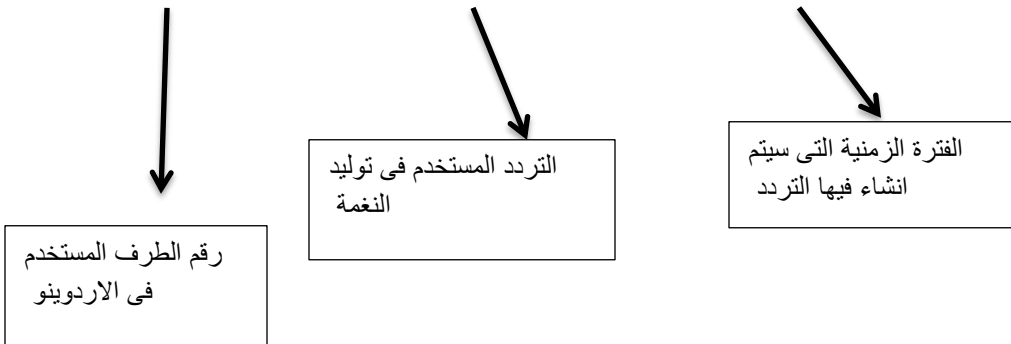 الفترة الزمنية التى سيتم
انشاء فيها التردد
التردد المستخدم فى توليد
النغمة
رقم الطرف المستخدم
فى الاردوينو